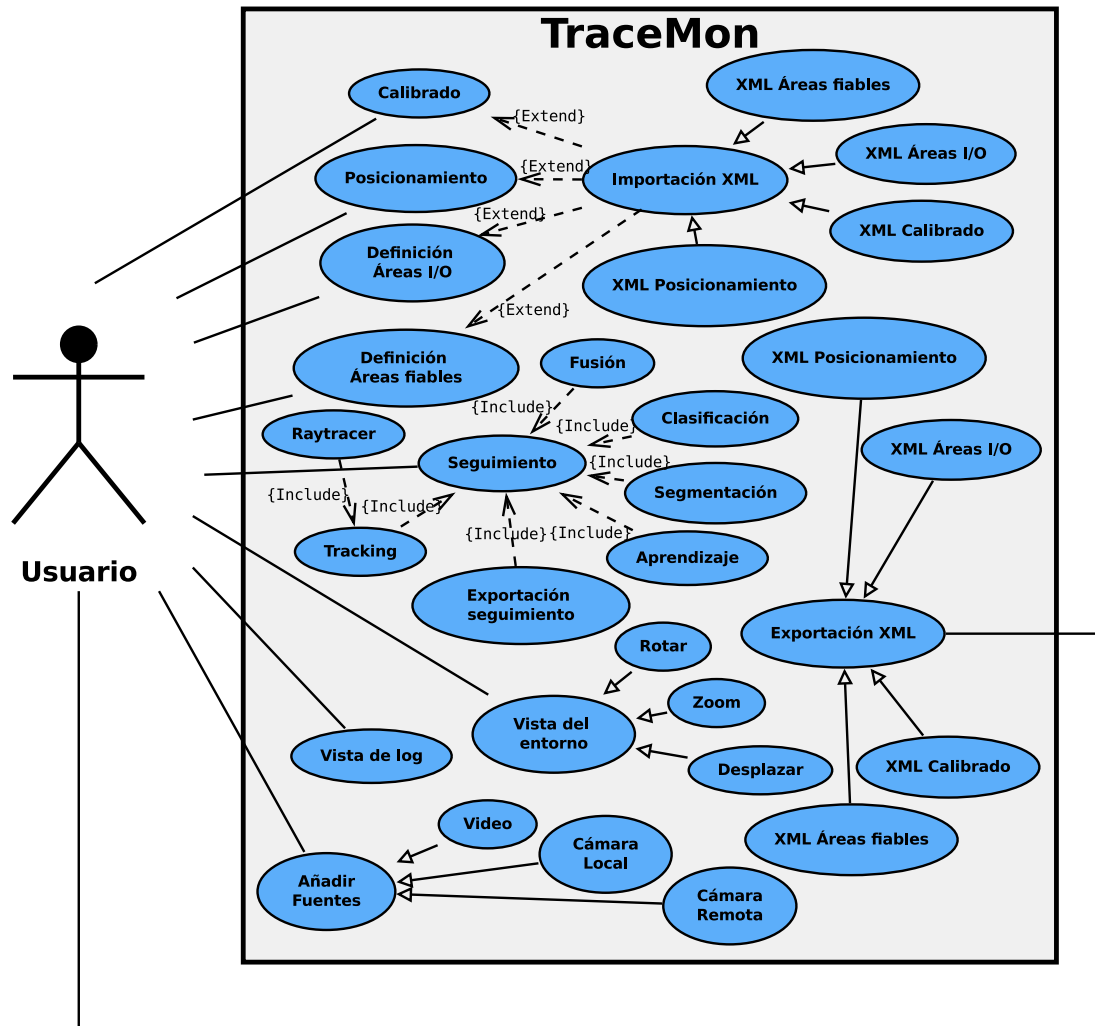 TraceMon
Calibrado
XML Áreas fiables
{Extend}
XML Áreas I/O
Posicionamiento
{Extend}
Importación XML
{Extend}
XML Calibrado
Definición
Áreas I/O
XML Posicionamiento
{Extend}
Definición
Áreas fiables
Fusión
XML Posicionamiento
{Include}
Clasificación
{Include}
Raytracer
XML Áreas I/O
Seguimiento
{Include}
Segmentación
{Include}
{Include}
{Include}
{Include}
Tracking
Aprendizaje
Usuario
Exportación
seguimiento
Exportación XML
Rotar
Zoom
Vista del
entorno
Vista de log
Desplazar
XML Calibrado
Video
XML Áreas fiables
Cámara
Local
Añadir
Fuentes
Cámara
Remota